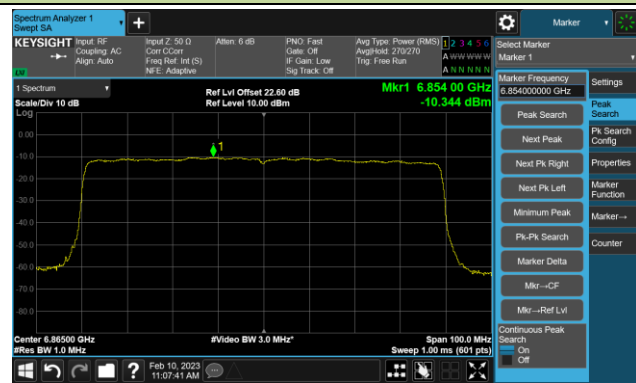 Spectrum Analyzer 1
Swept SA
Marker
KEYSIGHT
Input: RF
Coupling: AC
Align: Auto
Input Z: 50 Ω
Corr CCorr
Freq Ref: Int (S)
NFE: Adaptive
Atten: 6 dB
PNO: Fast
Gate: Off
IF Gain: Low
Sig Track: Off
Avg Type: Power (RMS)
Avg|Hold: 270/270
Trig: Free Run
1 2 3 4 5 6
A W W W W W
A N N N N N
LXI
Select Marker
Marker 1
1 Spectrum
Scale/Div 10 dB
Ref Lvl Offset 22.60 dB
Ref Level 10.00 dBm
Mkr1 6.854 00 GHz
-10.344 dBm
Log
0.00
-10.0
-20.0
-30.0
-40.0
-50.0
-60.0
-70.0
-80.0
1
Center 6.86500 GHz
#Res BW 1.0 MHz
#Video BW 3.0 MHz*
Span 100.0 MHz
Sweep 1.00 ms (601 pts)
Marker Frequency
6.854000000 GHz
Peak Search
Next Peak
Next Pk Right
Next Pk Left
Minimum Peak
Pk-Pk Search
Marker Delta
Mkr→CF
Mkr→Ref Lvl
Continuous Peak
Search
On
Off
Settings
Peak
Search
Pk Search
Config
Properties
Marker
Function
Marker→
Counter
Feb 10, 2023
11:07:41 AM